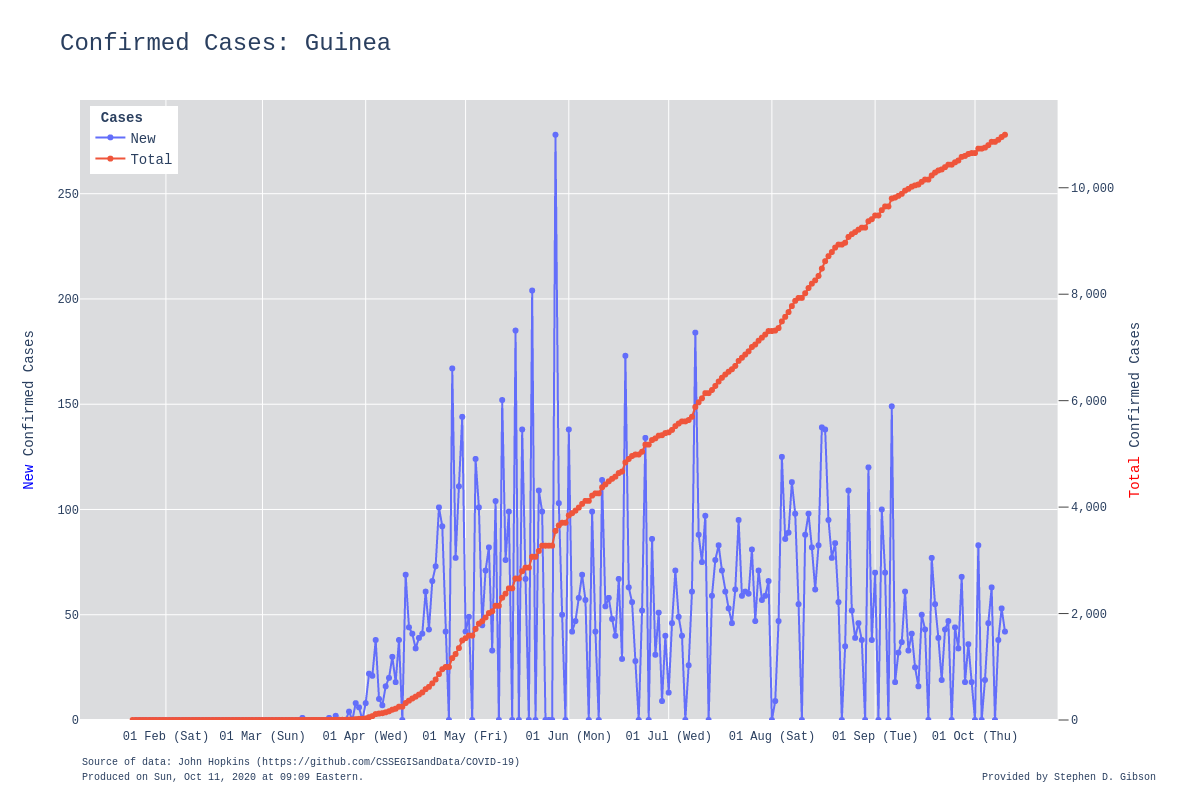 Confirmed Cases: Guinea
Cases
New
Total
250
200
150
100
50
0
10,000
8,000
6,000
4,000
2,000
0
New Confirmed Cases
Total Confirmed Cases
01 Feb (Sat) 01 Mar (Sun) 01 Apr (Wed) 01 May (Fri) 01 Jun (Mon) 01 Jul (Wed) 01 Aug (Sat) 01 Sep (Tue) 01 Oct (Thu)
Source of data: John Hopkins (https://github.com/CSSEGISandData/COVID-19)
Produced on Sun, Oct 11, 2020 at 09:09 Eastern.
Provided by Stephen D. Gibson